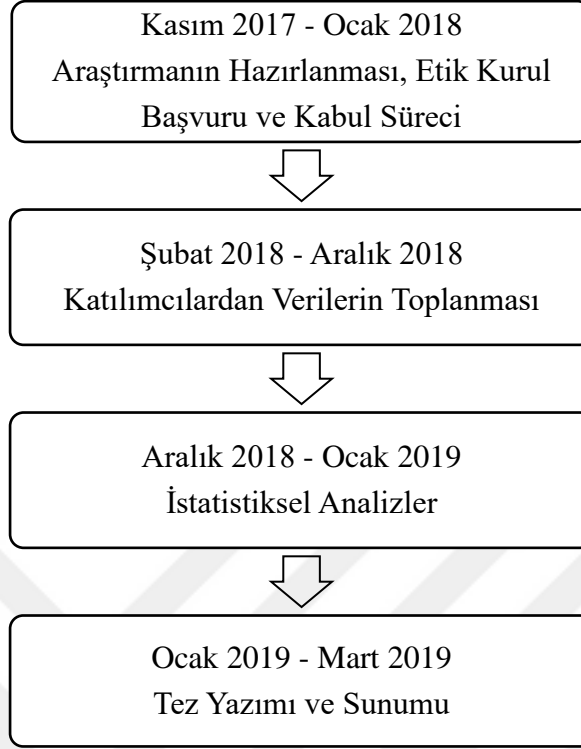 Kasım 2017 - Ocak 2018
Araştırmanın Hazırlanması, Etik Kurul
Başvuru ve Kabul Süreci
Şubat 2018 - Aralık 2018
Katılımcılardan Verilerin Toplanması
Aralık 2018 - Ocak 2019
İstatistiksel Analizler
Ocak 2019 - Mart 2019
Tez Yazımı ve Sunumu